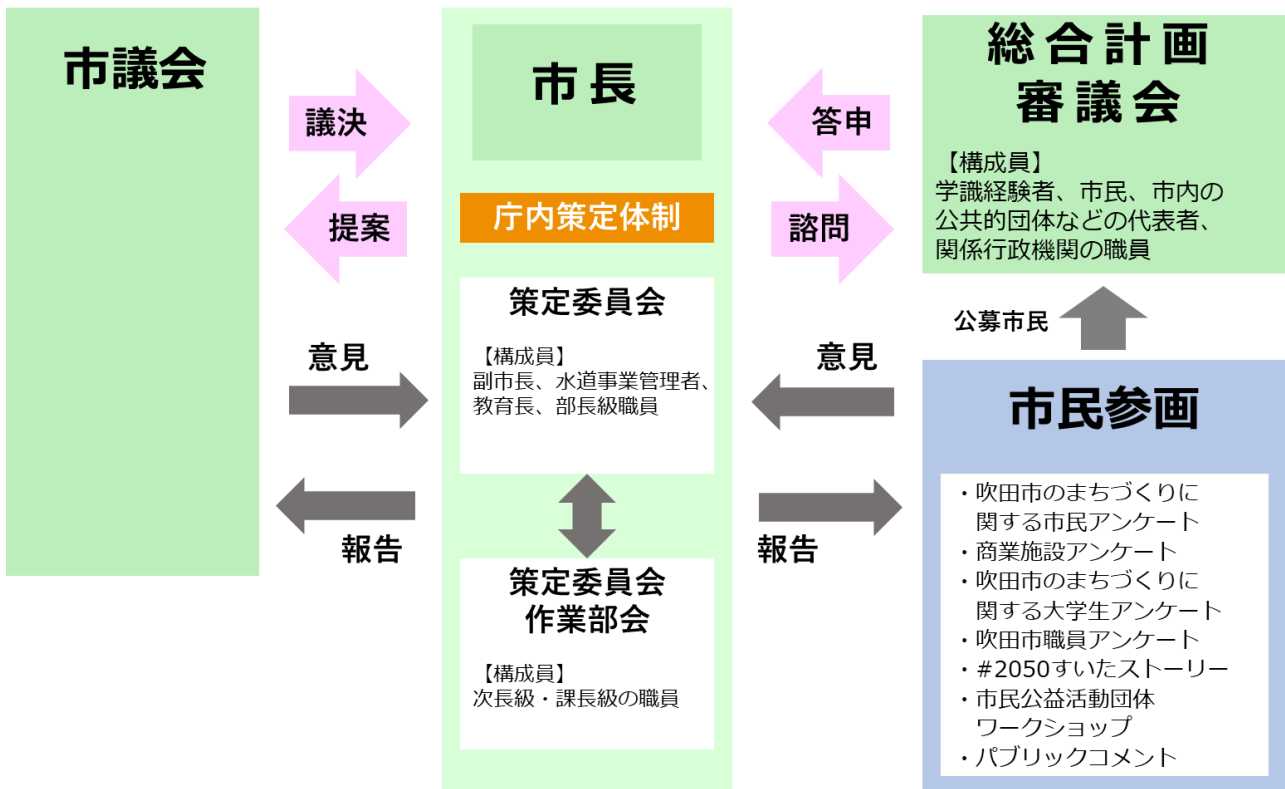 市議会
議決
提案
意見
報告
市長
庁内策定体制
策定委員会
【構成員】
副市長、水道事業管理者、
教育長、部長級職員
策定委員会
作業部会
【構成員】
次長級・課長級の職員
答申
諮問
意見
報告
総合計画
審議会
【構成員】
学識経験者、市民、市内の
公共的団体などの代表者、
関係行政機関の職員
公募市民
市民参画
・吹田市のまちづくりに
関する市民アンケート
・商業施設アンケート
・吹田市のまちづくりに
関する大学生アンケート
・吹田市職員アンケート
・#2050すいたストーリー
・市民公益活動団体
ワークショップ
・パブリックコメント